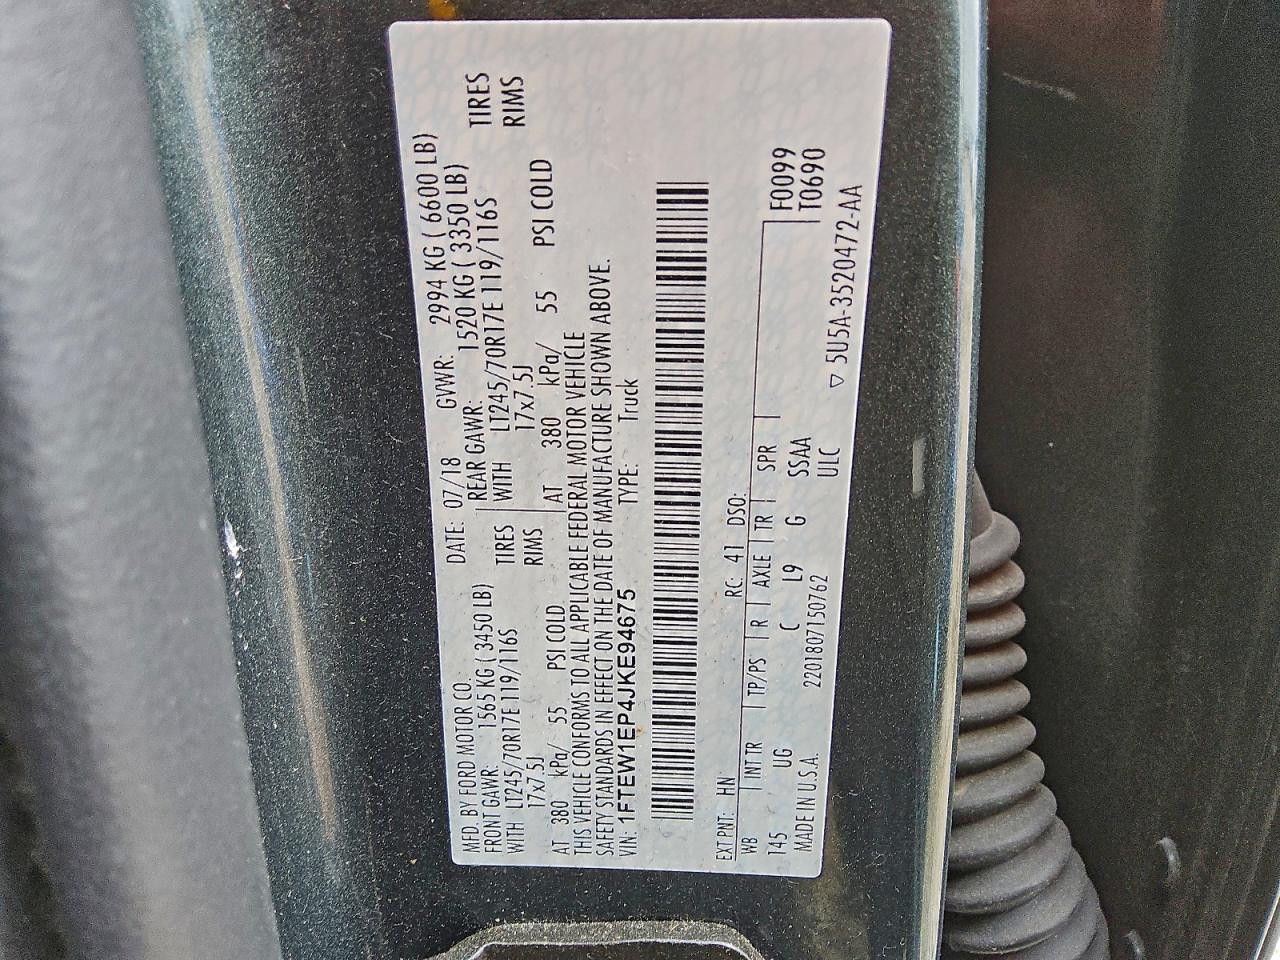 MFD. BY FORD MOTOR CO.
DATE: 07/18 GVWR: 2994 KG ( 6600 LB)
FRONT GAWR: 1565 KG ( 3450 LB) REAR GAWR: 1520 KG ( 3350 LB)
WITH LT245/70R17E 119/116S TIRES WITH LT245/70R17E 119/116S TIRES
17x7.5J RIMS 17x7.5J RIMS
AT 380 kPa/ 55 PSI COLD AT 380 kPa/ 55 PSI COLD
THIS VEHICLE CONFORMS TO ALL APPLICABLE FEDERAL MOTOR VEHICLE
SAFETY STANDARDS IN EFFECT ON THE DATE OF MANUFACTURE SHOWN ABOVE.
VIN: 1FTEW1EP4JKE94675 TYPE: Truck
EXT PNT: HN RC: 41 DSO:
WB INT TR TP/PS R AXLE TR SPR F0099
T45 UG C L9 G SSAA T0690
MADE IN U.S.A. 2201807150762 ULC
▽ 5U5A-3520472-AA